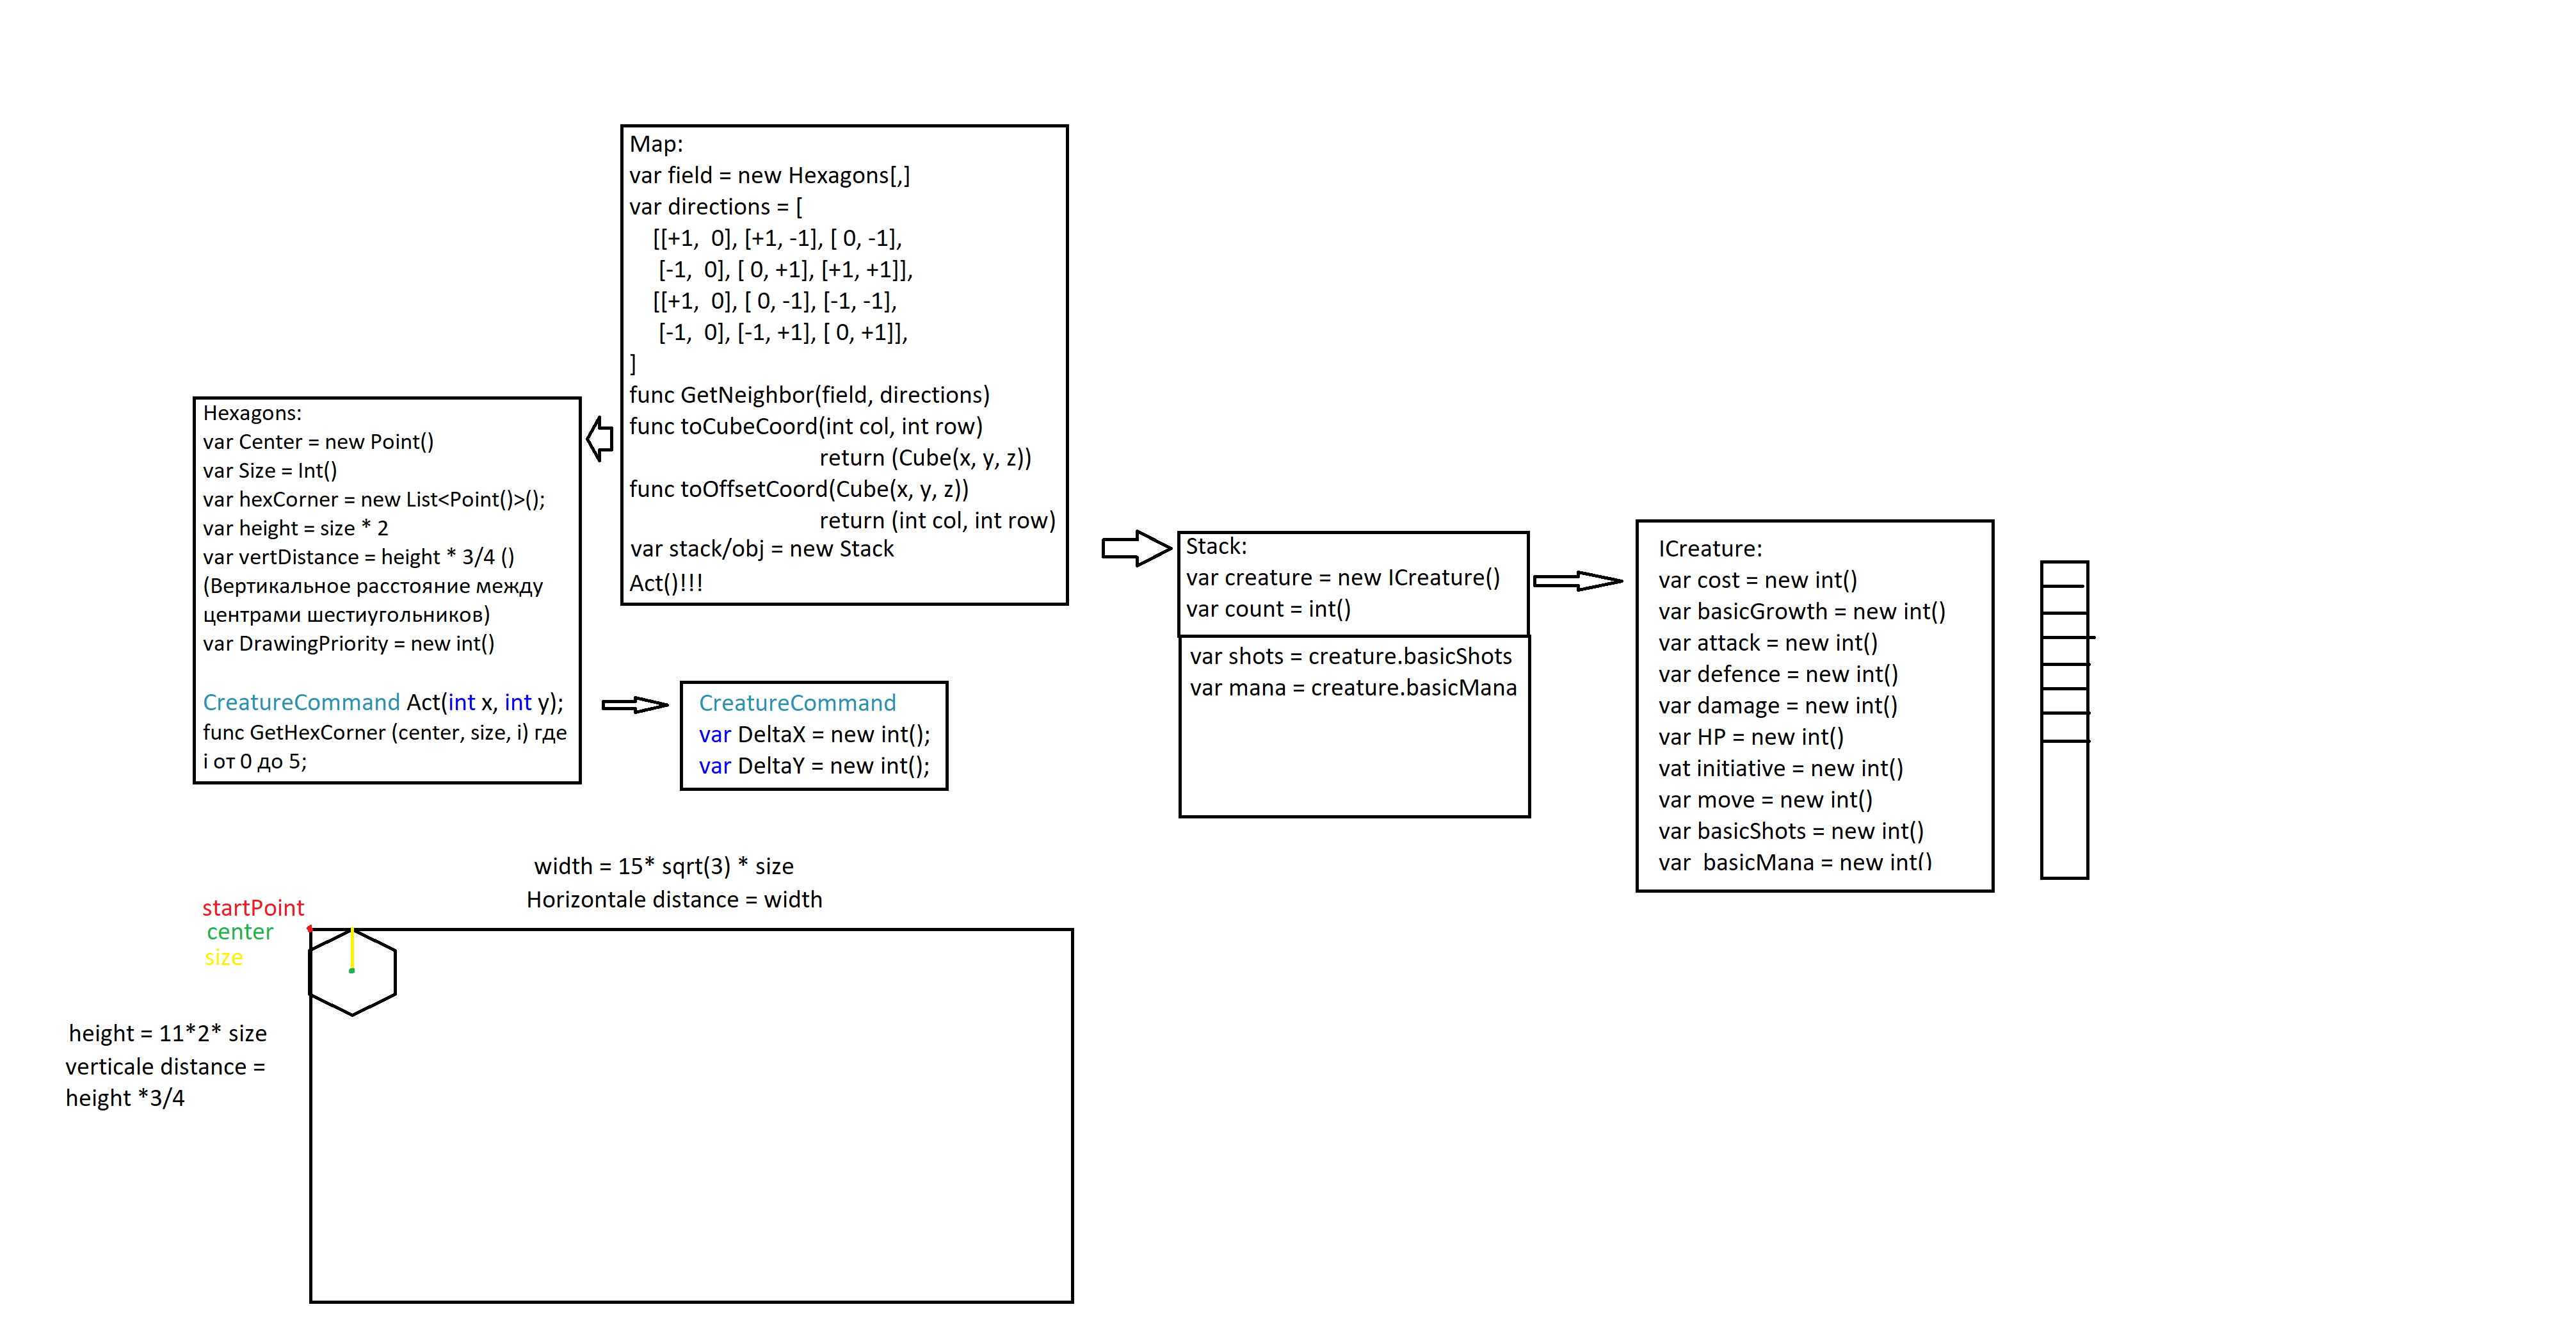 Map:
var field = new Hexagons[,]
var directions = [
[[+1, 0], [+1, -1], [ 0, -1],
[-1, 0], [ 0, +1], [+1, +1]],
[[+1, 0], [ 0, -1], [-1, -1],
[-1, 0], [-1, +1], [ 0, +1]],
]
func GetNeighbor(field, directions)
func toCubeCoord(int col, int row)
return (Cube(x, y, z))
func toOffsetCoord(Cube(x, y, z))
return (int col, int row)
var stack/obj = new Stack
Act()!!!
Hexagons:
var Center = new Point()
var Size = Int()
var hexCorner = new List<Point()>();
var height = size * 2
var vertDistance = height * 3/4 ()
(Вертикальное расстояние между
центрами шестиугольников)
var DrawingPriority = new int()
CreatureCommand Act(int x, int y);
func GetHexCorner (center, size, i) где
i от 0 до 5;
CreatureCommand
var DeltaX = new int();
var DeltaY = new int();
Stack:
var creature = new ICreature()
var count = int()
var shots = creature.basicShots
var mana = creature.basicMana
ICreature:
var cost = new int()
var basicGrowth = new int()
var attack = new int()
var defence = new int()
var damage = new int()
var HP = new int()
vat initiative = new int()
var move = new int()
var basicShots = new int()
var basicMana = new int()
width = 15* sqrt(3) * size
Horizontale distance = width
startPoint
center
size
height = 11*2* size
verticale distance =
height *3/4